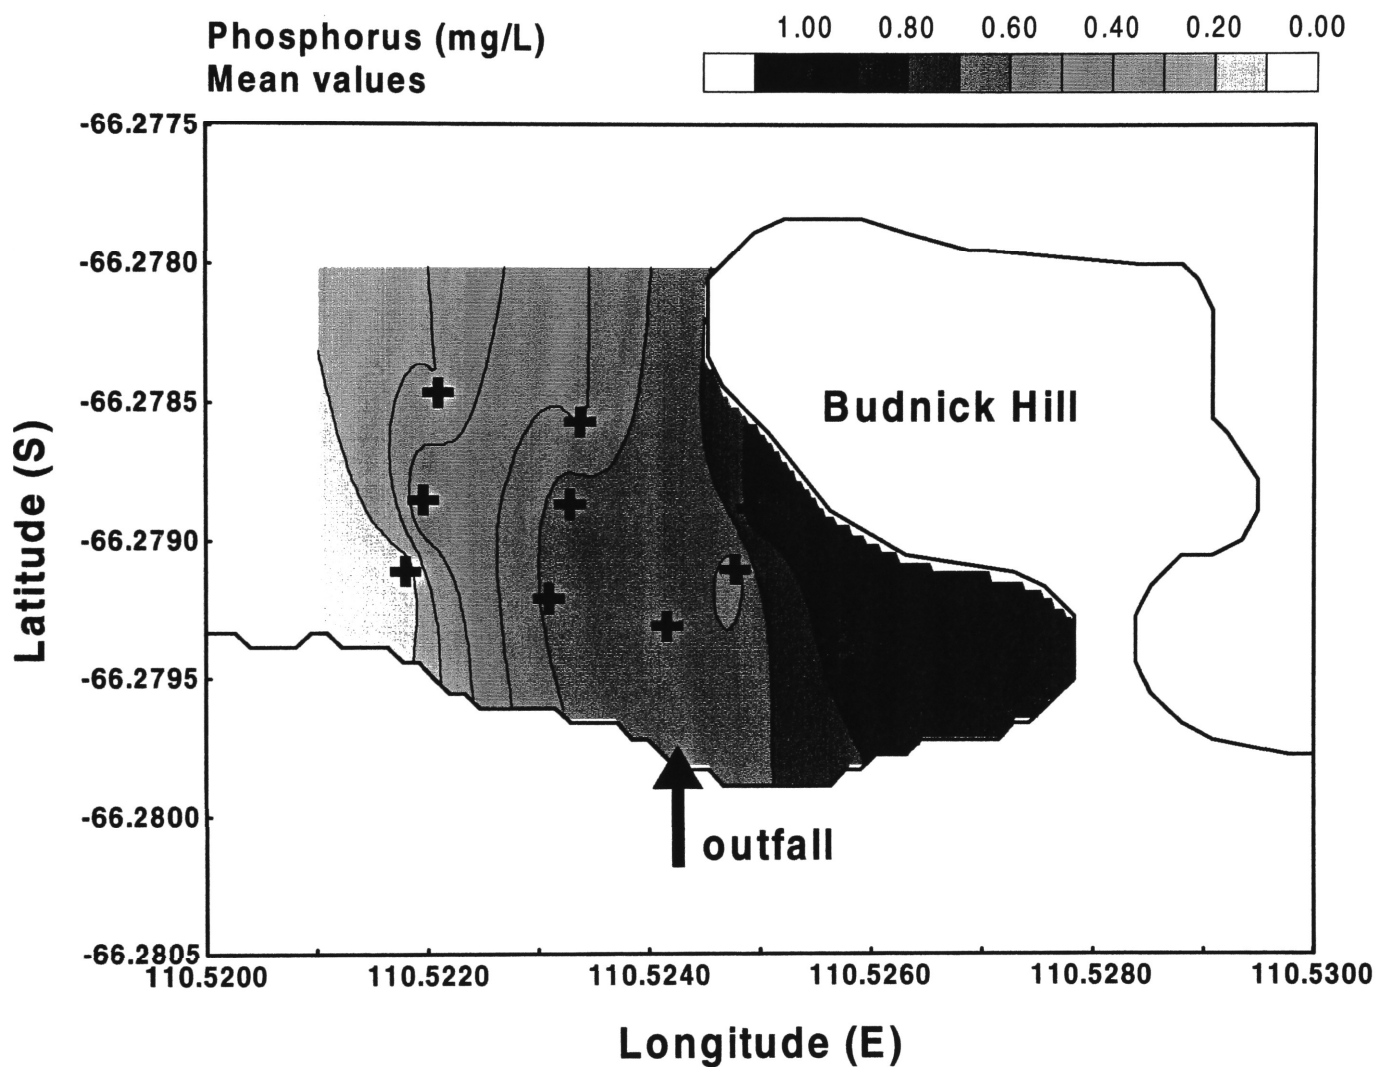 Phosphorus (mg/L)
Mean values
1.00 0.80 0.60 0.40 0.20 0.00
-66.2775
-66.2780
-66.2785
-66.2790
-66.2795
-66.2800
-66.2805
Latitude (S)
Budnick Hill
outfall
110.5200 110.5220 110.5240 110.5260 110.5280 110.5300
Longitude (E)